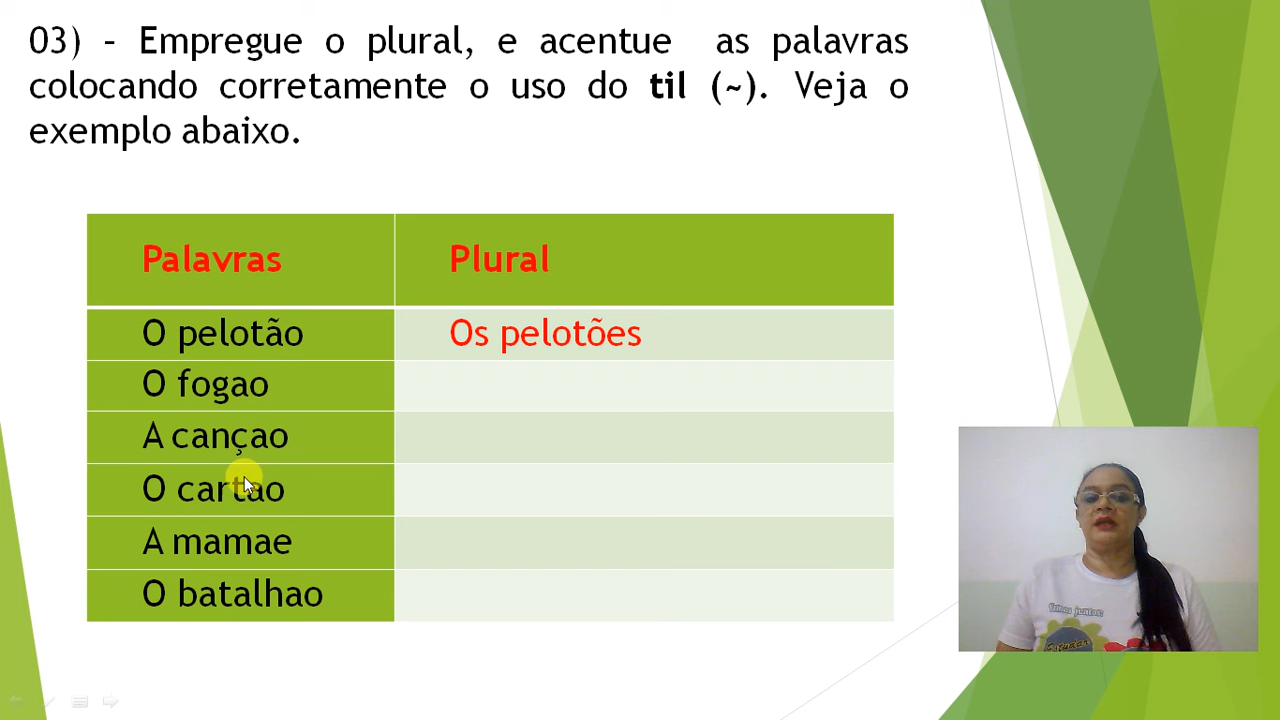 03) – Empregue o plural, e acentue as palavras
colocando corretamente o uso do til (~). Veja o
exemplo abaixo.
Palavras Plural
O pelotão Os pelotões
O fogao
A cançao
O cartao
A mamae
O batalhao